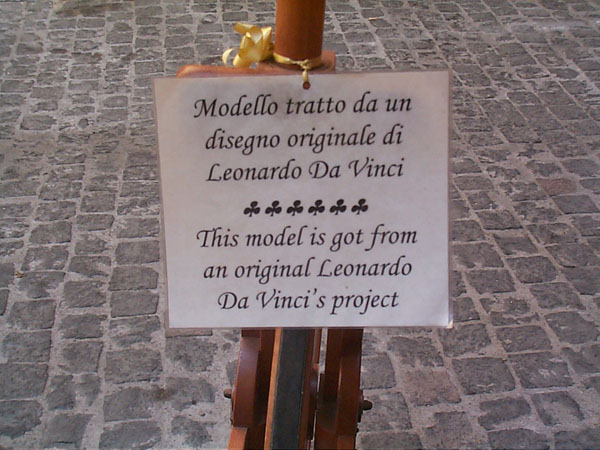 Modello tratto da un
disegno originale di
Leonardo Da Vinci
♣♣♣♣♣♣
This model is got from
an original Leonardo
Da Vinci's project